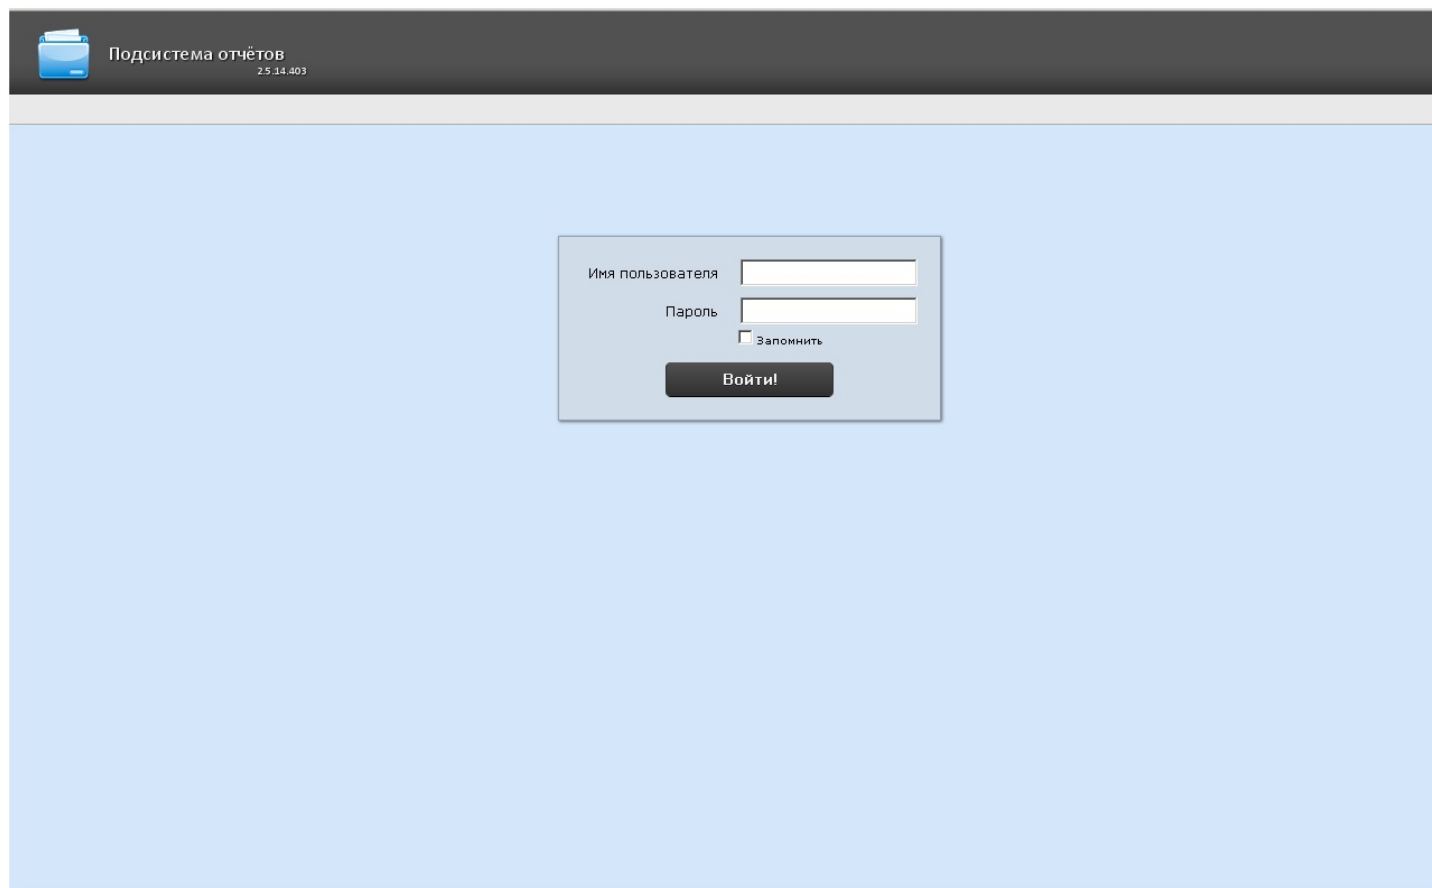 Подсистема отчётов
2.5.14.403
Имя пользователя
Пароль
Запомнить
Войти!